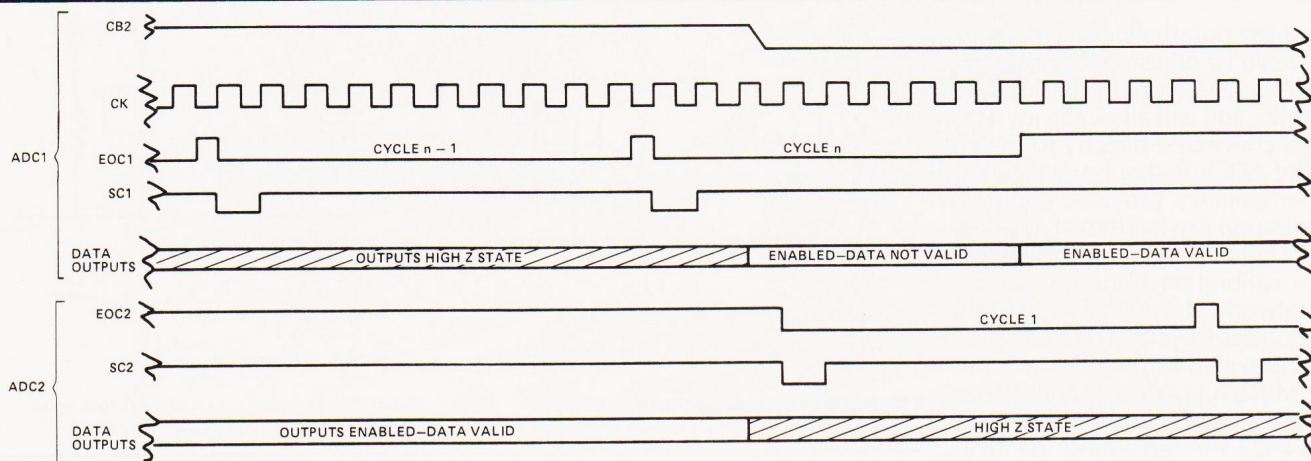 CB2
CK
ADC1
EOC1
CYCLE n – 1
CYCLE n
SC1
DATA
OUTPUTS
OUTPUTS HIGH Z STATE
ENABLED–DATA NOT VALID
ENABLED–DATA VALID
EOC2
CYCLE 1
SC2
ADC2
DATA
OUTPUTS
OUTPUTS ENABLED–DATA VALID
HIGH Z STATE